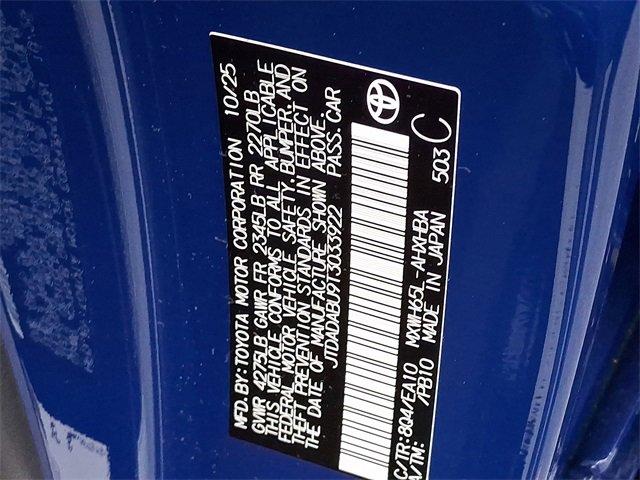 MFD. BY: TOYOTA MOTOR CORPORATION 10/25
GVWR 4275LB GAWR FR 2345LB RR 2270LB
THIS VEHICLE CONFORMS TO ALL APPLICABLE
FEDERAL MOTOR VEHICLE SAFETY, BUMPER, AND
THEFT PREVENTION STANDARDS IN EFFECT ON
THE DATE OF MANUFACTURE SHOWN ABOVE.
JTDADABU9T3033922 PASS. CAR
C/TR: 8Q4/EA10 MXWH65L-AHXHBA
A/TM: /PB10 MADE IN JAPAN 503 C